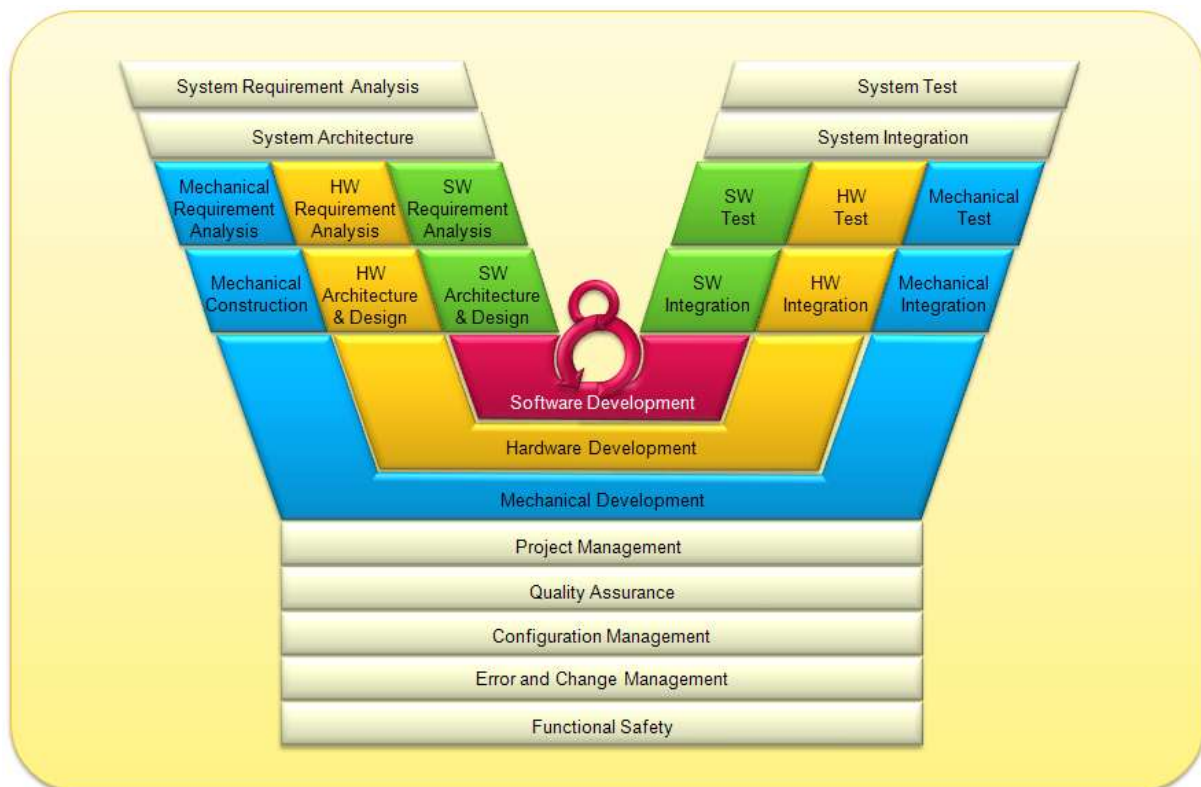 System Requirement Analysis
System Test
System Architecture
System Integration
Mechanical
Requirement
Analysis
HW
Requirement
Analysis
SW
Requirement
Analysis
SW
Test
HW
Test
Mechanical
Test
Mechanical
Construction
HW
Architecture
& Design
SW
Architecture
& Design
SW
Integration
HW
Integration
Mechanical
Integration
Software Development
Hardware Development
Mechanical Development
Project Management
Quality Assurance
Configuration Management
Error and Change Management
Functional Safety